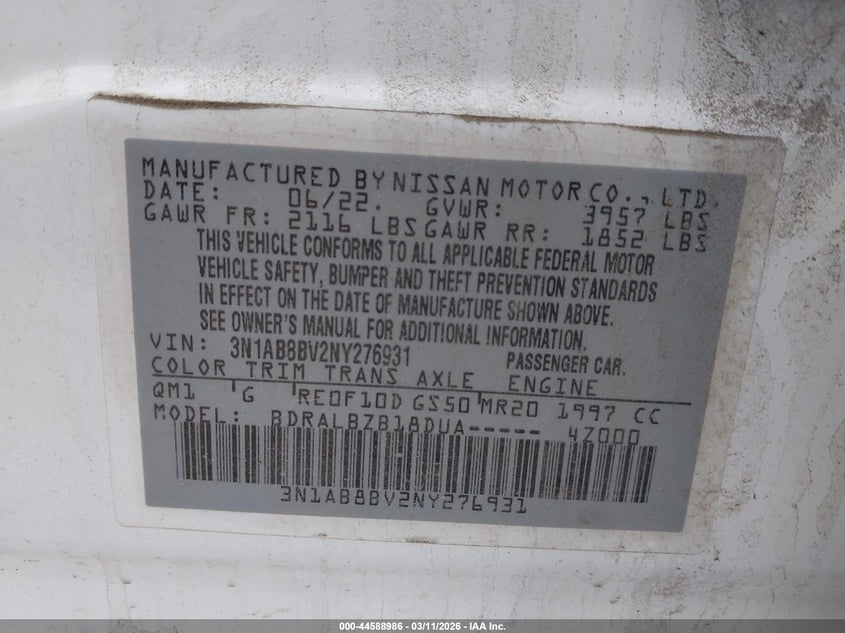 MANUFACTURED BY NISSAN MOTOR CO., LTD.
DATE: 06/22. GVWR: 3957 LBS
GAWR FR: 2116 LBS GAWR RR: 1852 LBS
THIS VEHICLE CONFORMS TO ALL APPLICABLE FEDERAL MOTOR
VEHICLE SAFETY, BUMPER AND THEFT PREVENTION STANDARDS
IN EFFECT ON THE DATE OF MANUFACTURE SHOWN ABOVE.
SEE OWNER'S MANUAL FOR ADDITIONAL INFORMATION.
VIN: 3N1AB8BV2NY276931 PASSENGER CAR.
COLOR TRIM TRANS AXLE ENGINE
QM1 G RE0F10D GS50 MR20 1997 CC
MODEL: BDRALBZB18DUA----- 4Z000
3N1AB8BV2NY276931
000-44588986 - 03/11/2026 - IAA Inc.